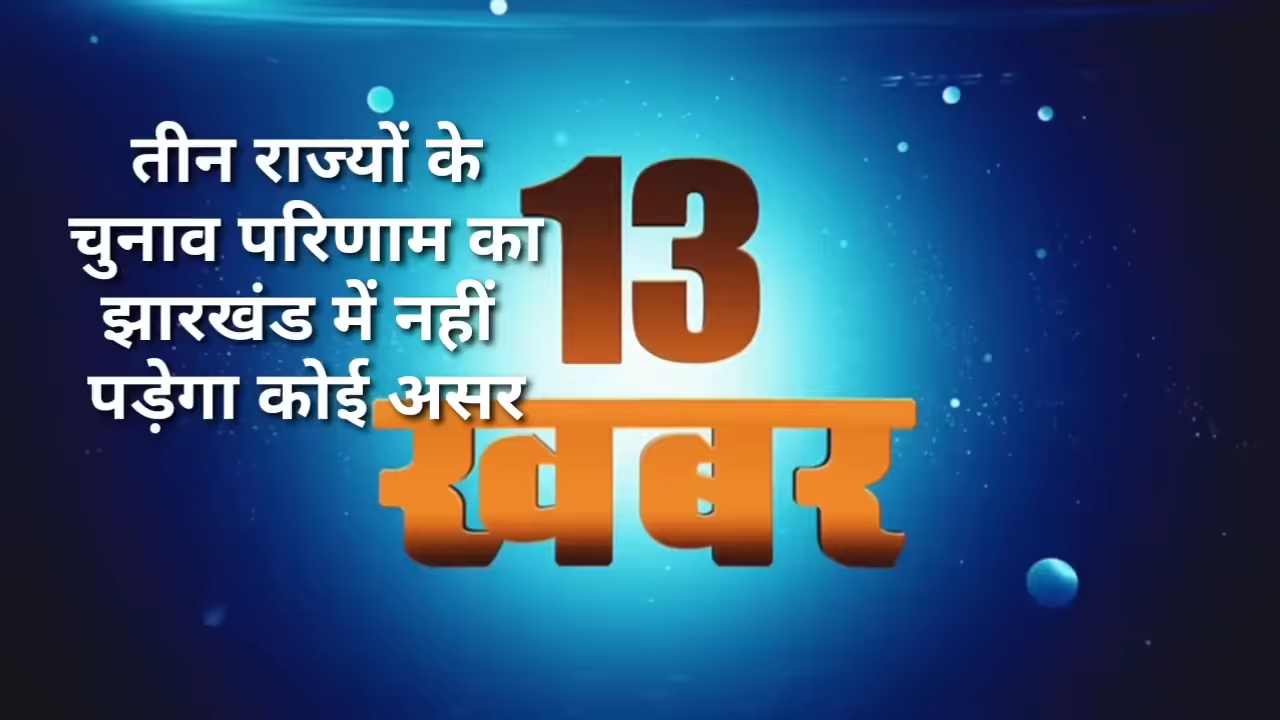 तीन राज्यों के
चुनाव परिणाम का
झारखंड में नहीं
पड़ेगा कोई असर
13
खबर